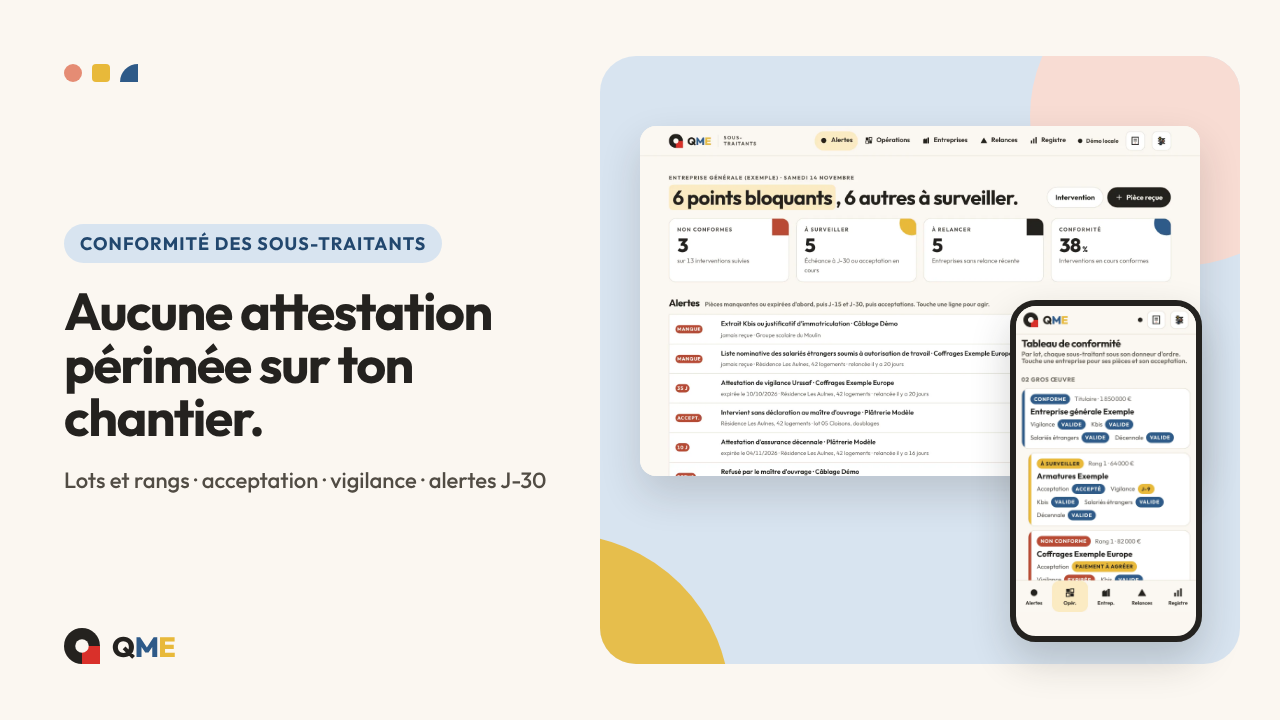 CONFORMITÉ DES SOUS-TRAITANTS
Aucune attestation
périmée sur ton
chantier.
Lots et rangs · acceptation · vigilance · alertes J-30
QME
QME
SOUS-
TRAITANTS
Alertes
Opérations
Entreprises
Relances
Registre
Démo locale
ENTREPRISE GÉNÉRALE (EXEMPLE) · SAMEDI 14 NOVEMBRE
6 points bloquants, 6 autres à surveiller.
Intervention
+ Pièce reçue
NON CONFORMES
3
sur 13 interventions suivies
À SURVEILLER
5
Échéance à J-30 ou acceptation en
cours
À RELANCER
5
Entreprises sans relance récente
CONFORMITÉ
38 %
Interventions en cours conformes
Alertes Pièces manquantes ou expirées d'abord, puis J-15 et J-30, puis acceptations. Touche une ligne pour agir.
MANQUE
Extrait Kbis ou justificatif d'immatriculation · Câblage Démo
jamais reçue · Groupe scolaire du Moulin
MANQUE
Liste nominative des salariés étrangers soumis à autorisation de travail · Coffrages Exemple Europe
jamais reçue · Résidence Les Aulnes, 42 logements · relancée il y a 20 jours
35 J
Attestation de vigilance Urssaf · Coffrages Exemple Europe
expirée le 10/10/2026 · Résidence Les Aulnes, 42 logements · relancée il y a 20 jours
ACCEPT.
Intervient sans déclaration au maître d'ouvrage · Plâtrerie Modèle
Résidence Les Aulnes, 42 logements · lot 05 Cloisons, doublages
10 J
Attestation d'assurance décennale · Plâtrerie Modèle
expirée le 04/11/2026 · Résidence Les Aulnes, 42 logements · relancée il y a 16 jours
Refusé par le maître d'ouvrage · Câblage Démo
QME
Tableau de conformité
Par lot, chaque sous-traitant sous son donneur d'ordre.
Touche une entreprise pour ses pièces et son acceptation.
02 GROS ŒUVRE
CONFORME Titulaire · 1 850 000 €
Entreprise générale Exemple
Vigilance VALIDE Kbis VALIDE
Salariés étrangers VALIDE Décennale VALIDE
À SURVEILLER Rang 1 · 64 000 €
Armatures Exemple
Acceptation ACCEPTÉ Vigilance J-9
Kbis VALIDE Salariés étrangers VALIDE
Décennale VALIDE
NON CONFORME Rang 1 · 82 000 €
Coffrages Exemple Europe
Acceptation PAIEMENT À AGRÉER
Vigilance EXPIRÉE Kbis VALIDE
Alertes
Opér.
Entrep.
Relances
Registre